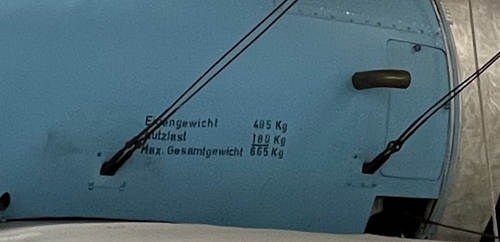 Eigengewicht 485 Kg
Nutzlast 180 Kg
Max. Gesamtgewicht 665 Kg